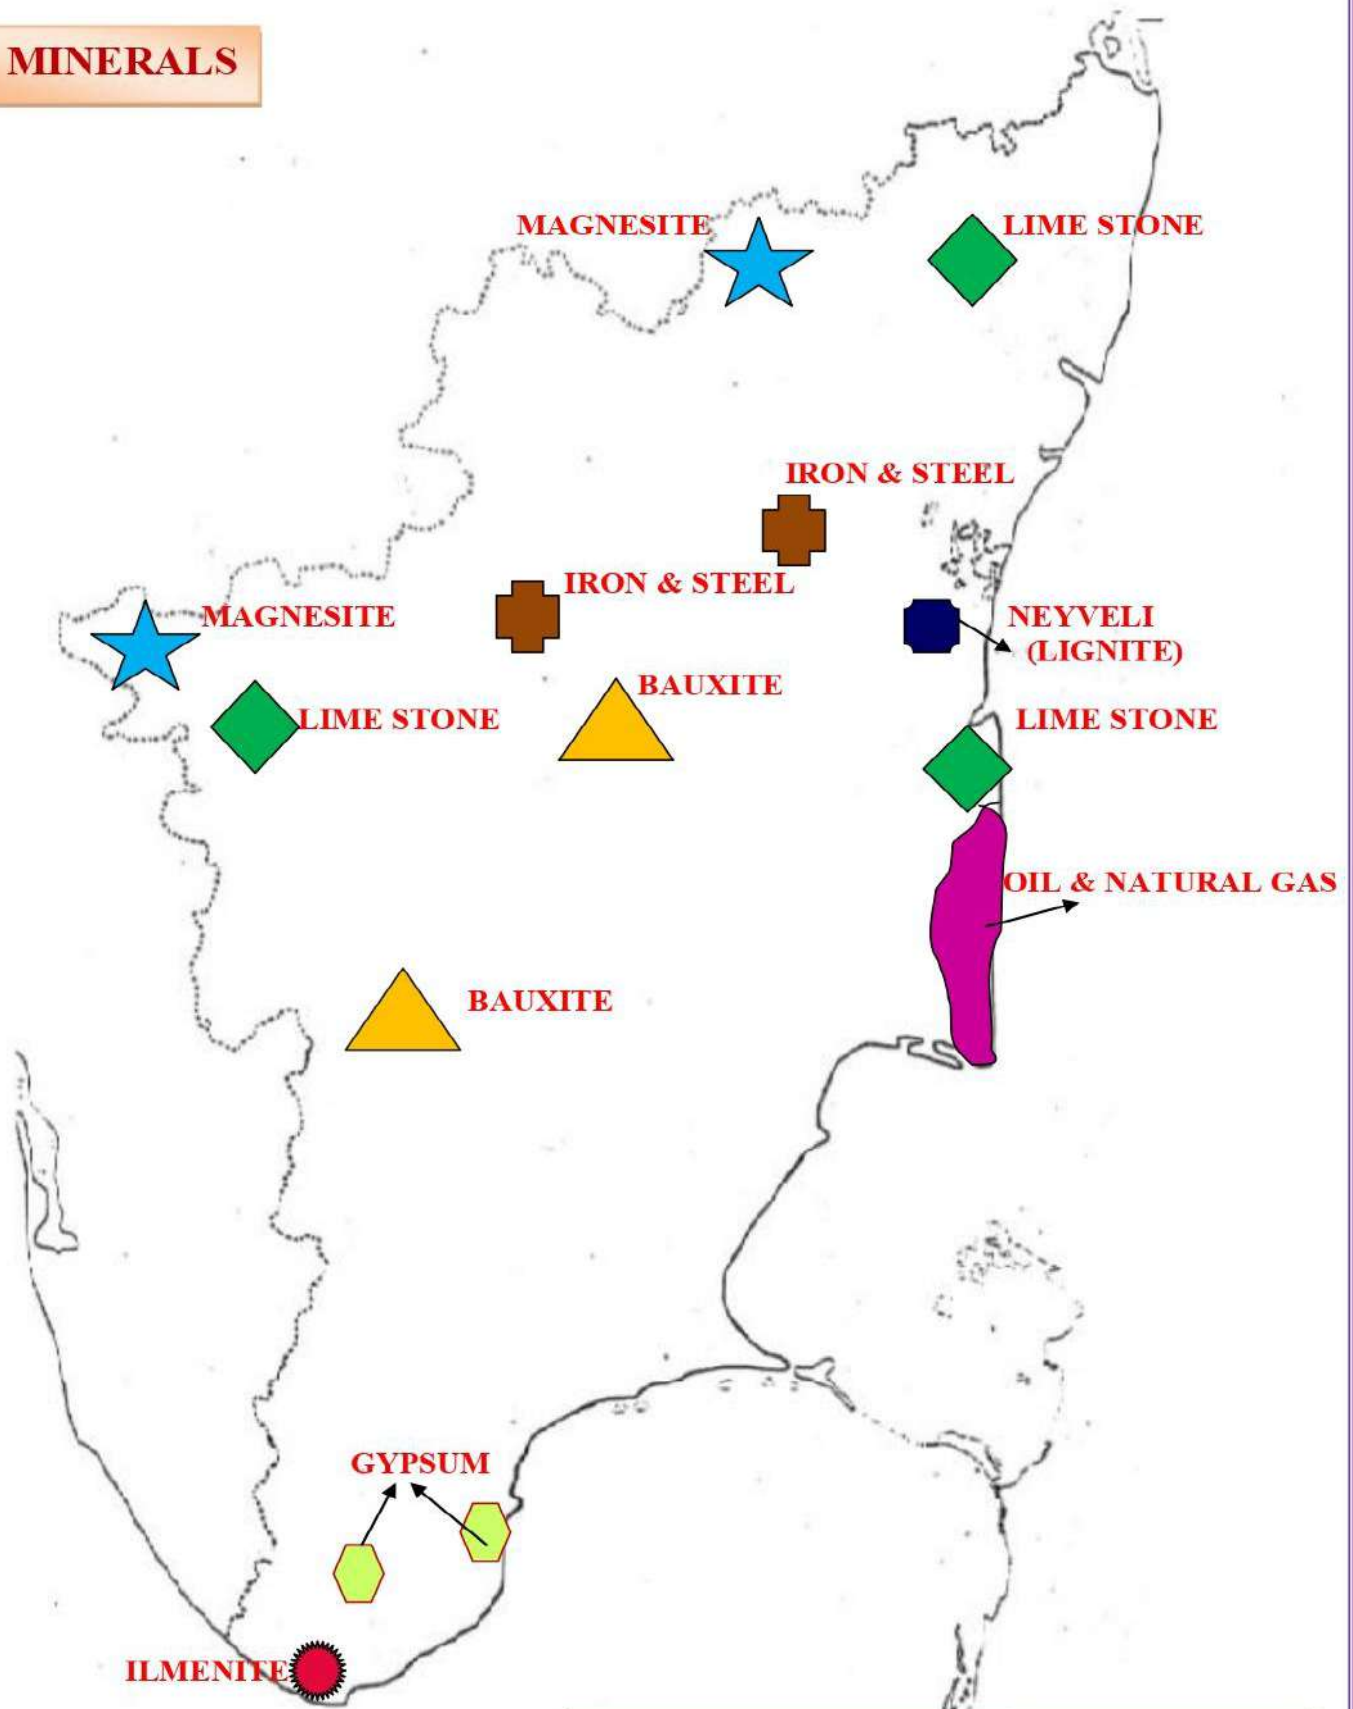 MINERALS
MAGNESITE
LIME STONE
IRON & STEEL
IRON & STEEL
MAGNESITE
NEYVELI
(LIGNITE)
BAUXITE
LIME STONE
LIME STONE
OIL & NATURAL GAS
BAUXITE
GYPSUM
ILMENITE